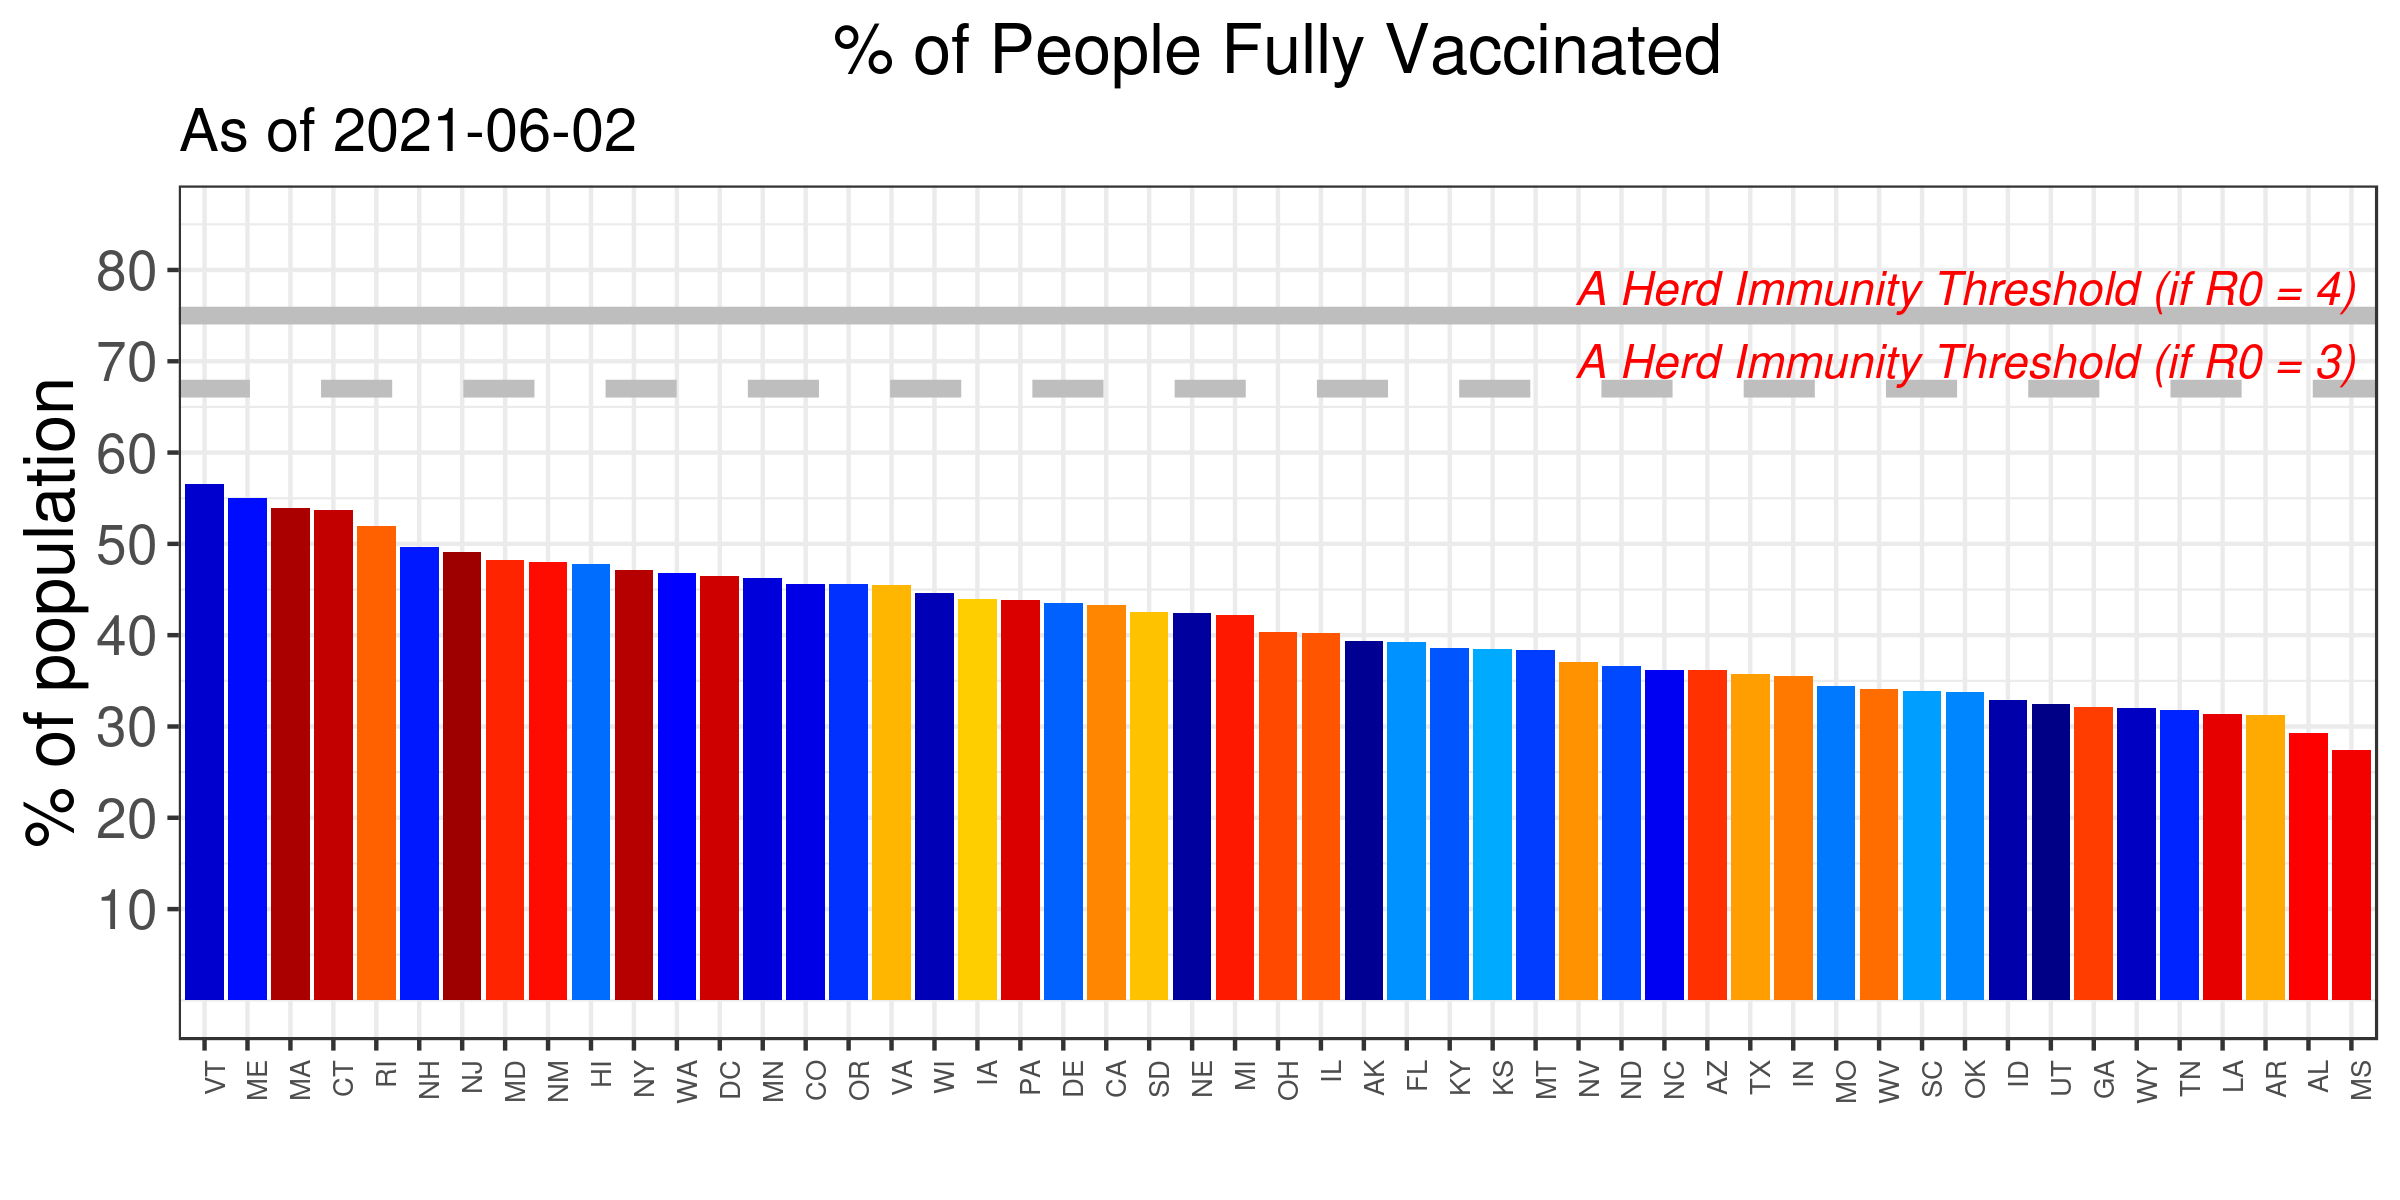 % of People Fully Vaccinated
As of 2021-06-02
% of population
80
70
60
50
40
30
20
10
A Herd Immunity Threshold (if R0 = 4)
A Herd Immunity Threshold (if R0 = 3)
VT ME MA CT RI NH NJ MD NM HI NY WA DC MN CO OR VA WI IA PA DE CA SD NE MI OH IL AK FL KY KS MT NV ND NC AZ TX IN MO WV SC OK ID UT GA WY TN LA AR AL MS